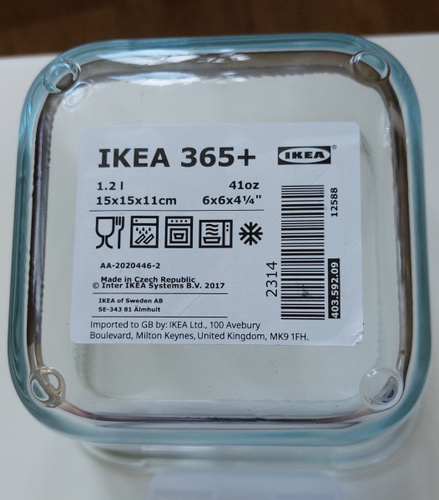 IKEA 365+
IKEA
1.2 l 41oz
15x15x11cm 6x6x4¼"
AA-2020446-2
Made in Czech Republic
© Inter IKEA Systems B.V. 2017
IKEA of Sweden AB
SE-343 81 Älmhult
Imported to GB by: IKEA Ltd., 100 Avebury
Boulevard, Milton Keynes, United Kingdom, MK9 1FH.
2314
12588
403.592.09